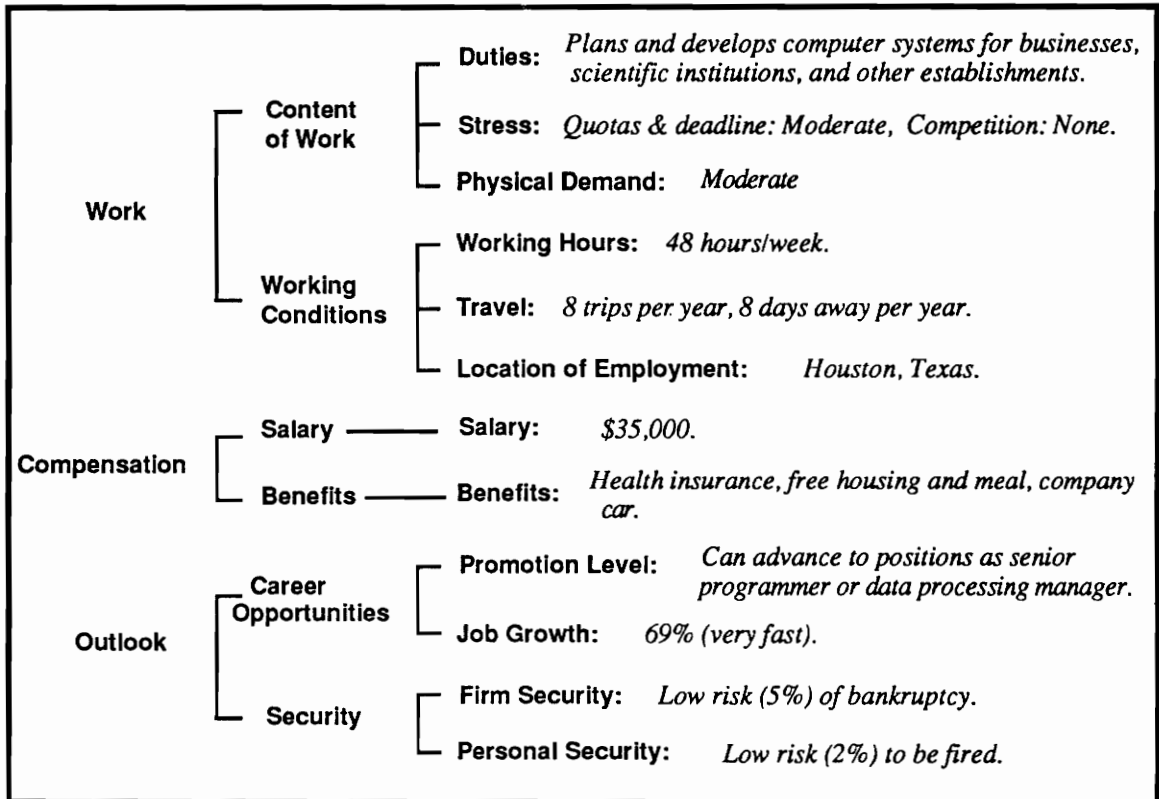 Duties: Plans and develops computer systems for businesses,
scientific institutions, and other establishments.
Content
of Work
Stress: Quotas & deadline: Moderate, Competition: None.
Physical Demand: Moderate
Work
Working Hours: 48 hours/week.
Working
Conditions
Travel: 8 trips per year, 8 days away per year.
Location of Employment: Houston, Texas.
Salary Salary: $35,000.
Compensation
Benefits Benefits: Health insurance, free housing and meal, company
car.
Promotion Level: Can advance to positions as senior
programmer or data processing manager.
Career
Opportunities
Job Growth: 69% (very fast).
Outlook
Firm Security: Low risk (5%) of bankruptcy.
Security
Personal Security: Low risk (2%) to be fired.